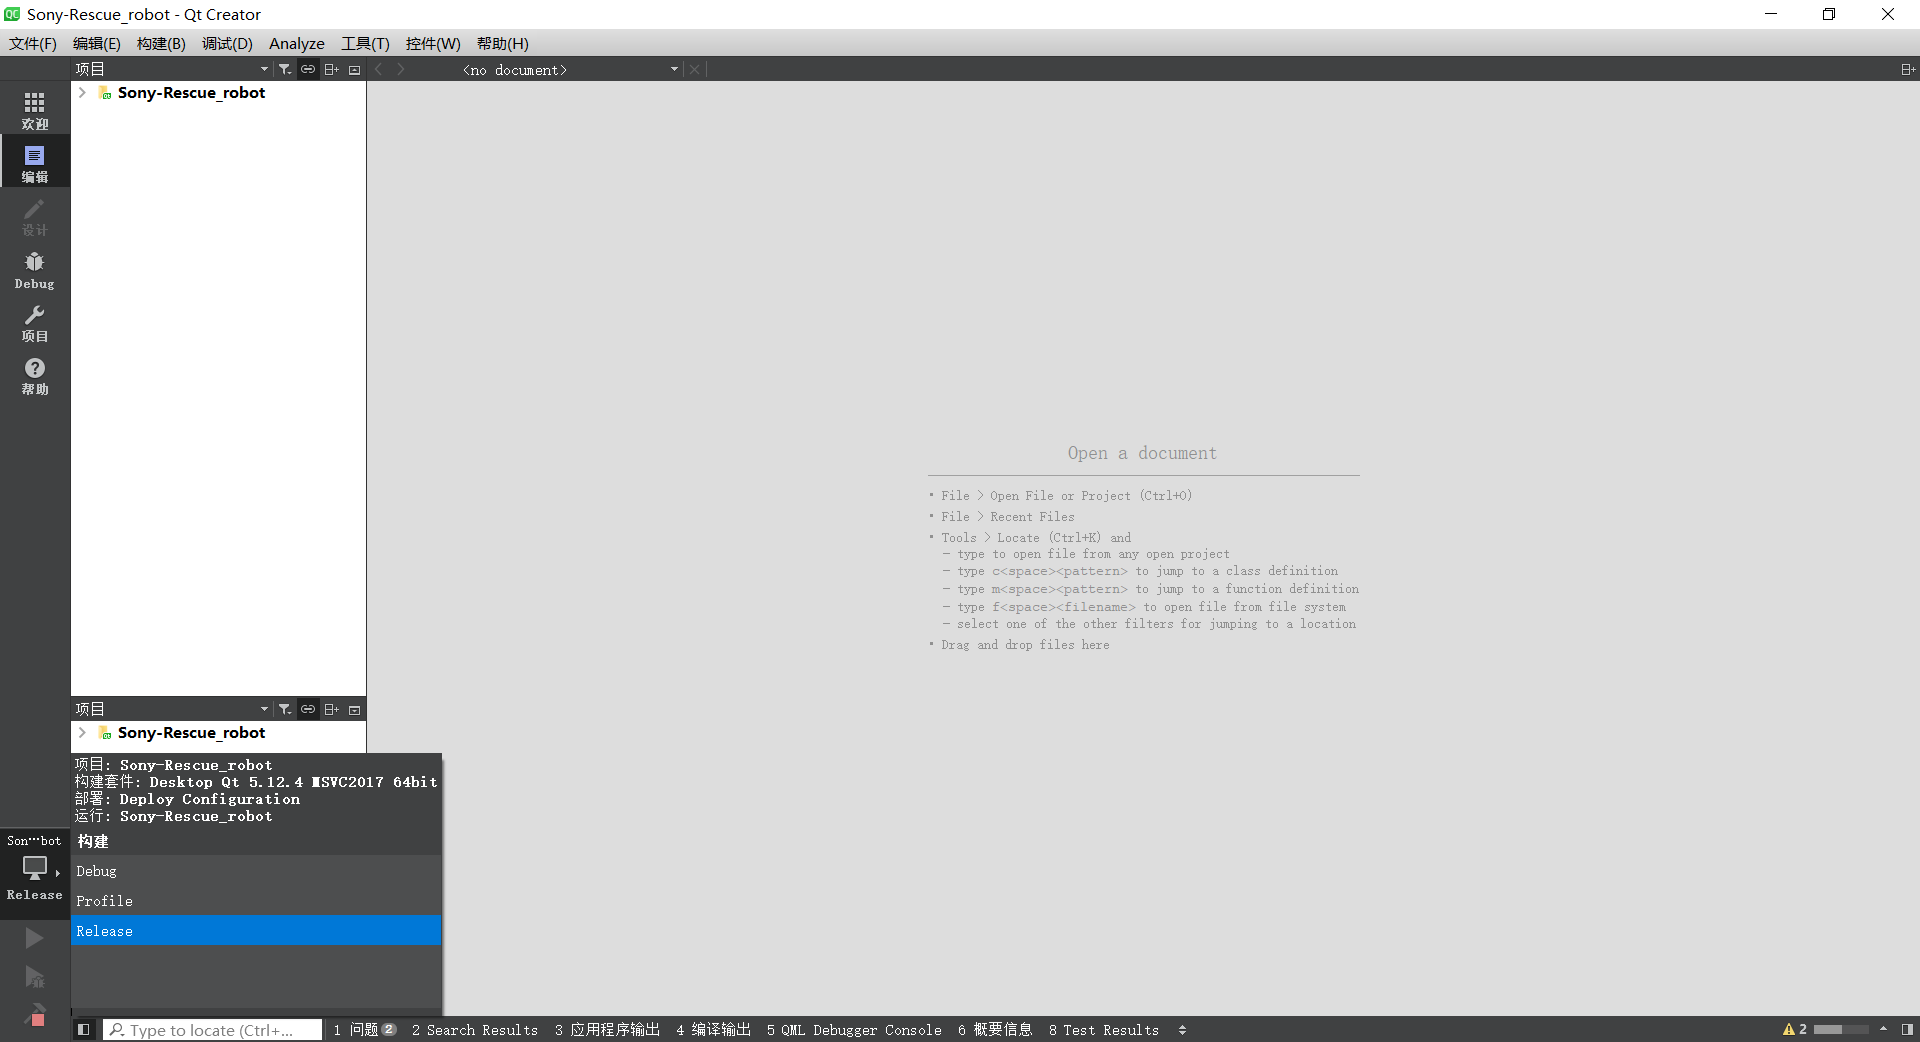 Sony-Rescue_robot - Qt Creator
文件(F) 编辑(E) 构建(B) 调试(D) Analyze 工具(T) 控件(W) 帮助(H)
项目 <no document>
Sony-Rescue_robot
欢迎
编辑
设计
Debug
项目
帮助
Open a document
• File > Open File or Project (Ctrl+O)
• File > Recent Files
• Tools > Locate (Ctrl+K) and
– type to open file from any open project
– type c<space><pattern> to jump to a class definition
– type m<space><pattern> to jump to a function definition
– type f<space><filename> to open file from file system
– select one of the other filters for jumping to a location
• Drag and drop files here
项目
Sony-Rescue_robot
项目: Sony-Rescue_robot
构建套件: Desktop Qt 5.12.4 MSVC2017 64bit
部署: Deploy Configuration
运行: Sony-Rescue_robot
构建
Debug
Profile
Release
Son···bot
Release
Type to locate (Ctrl+... 1 问题 2 2 Search Results 3 应用程序输出 4 编译输出 5 QML Debugger Console 6 概要信息 8 Test Results 2